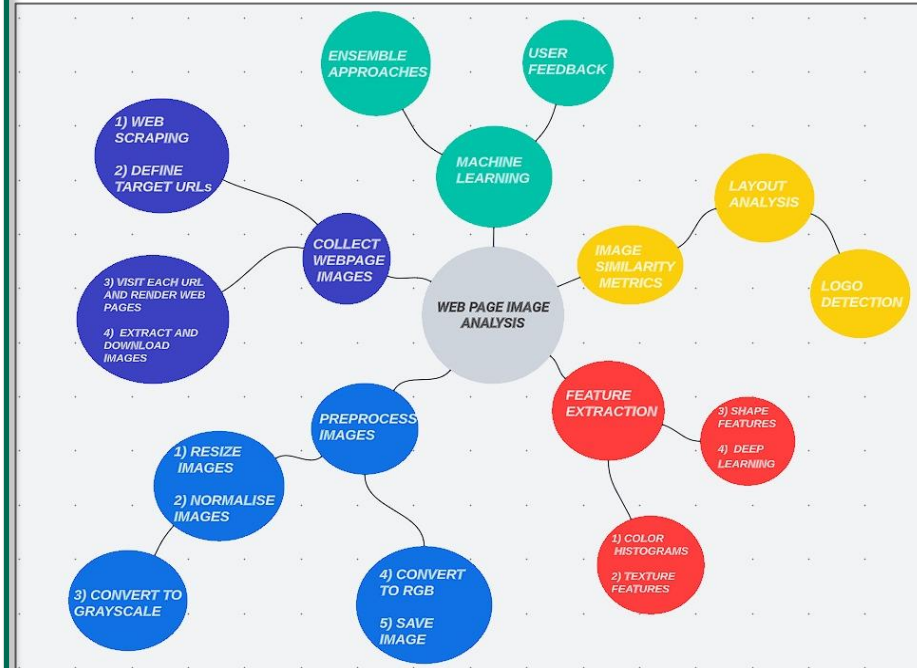 ENSEMBLE
APPROACHES
USER
FEEDBACK
MACHINE
LEARNING
1) WEB
SCRAPING
2) DEFINE
TARGET URLs
COLLECT
WEBPAGE
IMAGES
3) VISIT EACH URL
AND RENDER WEB
PAGES
4) EXTRACT AND
DOWNLOAD
IMAGES
LAYOUT
ANALYSIS
IMAGE
SIMILARITY
METRICS
LOGO
DETECTION
WEB PAGE IMAGE
ANALYSIS
FEATURE
EXTRACTION
3) SHAPE
FEATURES
4) DEEP
LEARNING
1) COLOR
HISTOGRAMS
2) TEXTURE
FEATURES
PREPROCESS
IMAGES
1) RESIZE
IMAGES
2) NORMALISE
IMAGES
3) CONVERT TO
GRAYSCALE
4) CONVERT
TO RGB
5) SAVE
IMAGE